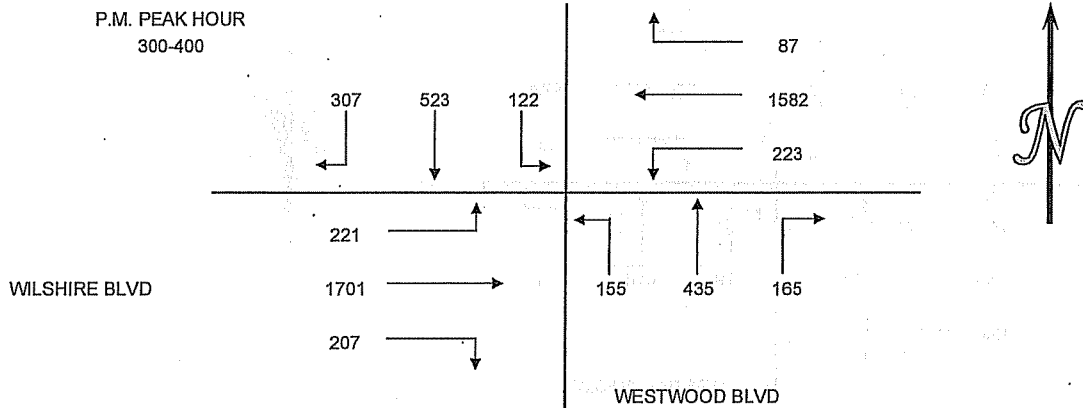 P.M. PEAK HOUR
300-400
87
307 523 122
1582
223
221
WILSHIRE BLVD 1701
155 435 165
207
WESTWOOD BLVD
N